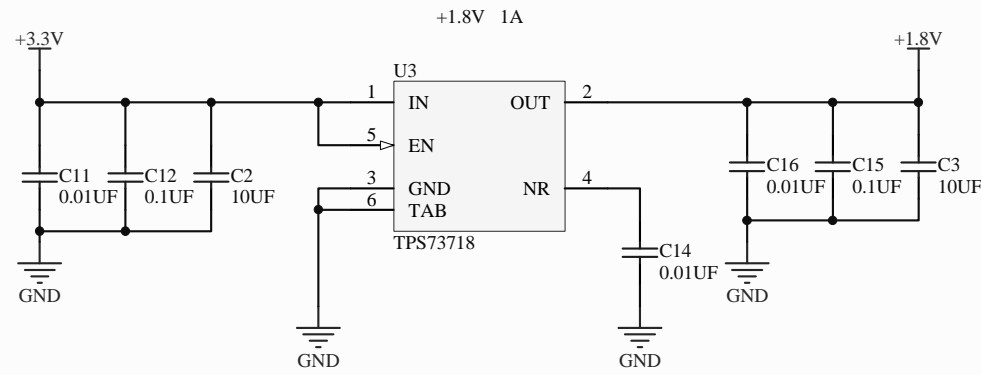 +1.8V 1A
+3.3V
+1.8V
U3
1
IN
OUT
2
5
EN
3
GND
NR
4
6
TAB
TPS73718
C11
0.01UF
C12
0.1UF
C2
10UF
C16
0.01UF
C15
0.1UF
C3
10UF
C14
0.01UF
GND
GND
GND
GND